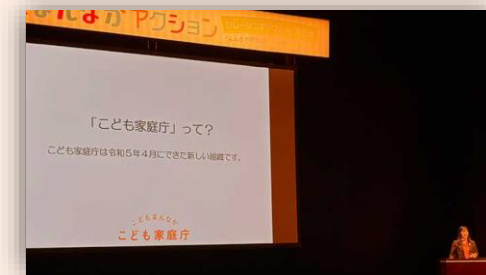 まんなか アクション
「こども家庭庁」って？
こども家庭庁は令和５年４月にできた新しい組織です。
こどもまんなか
こども家庭庁